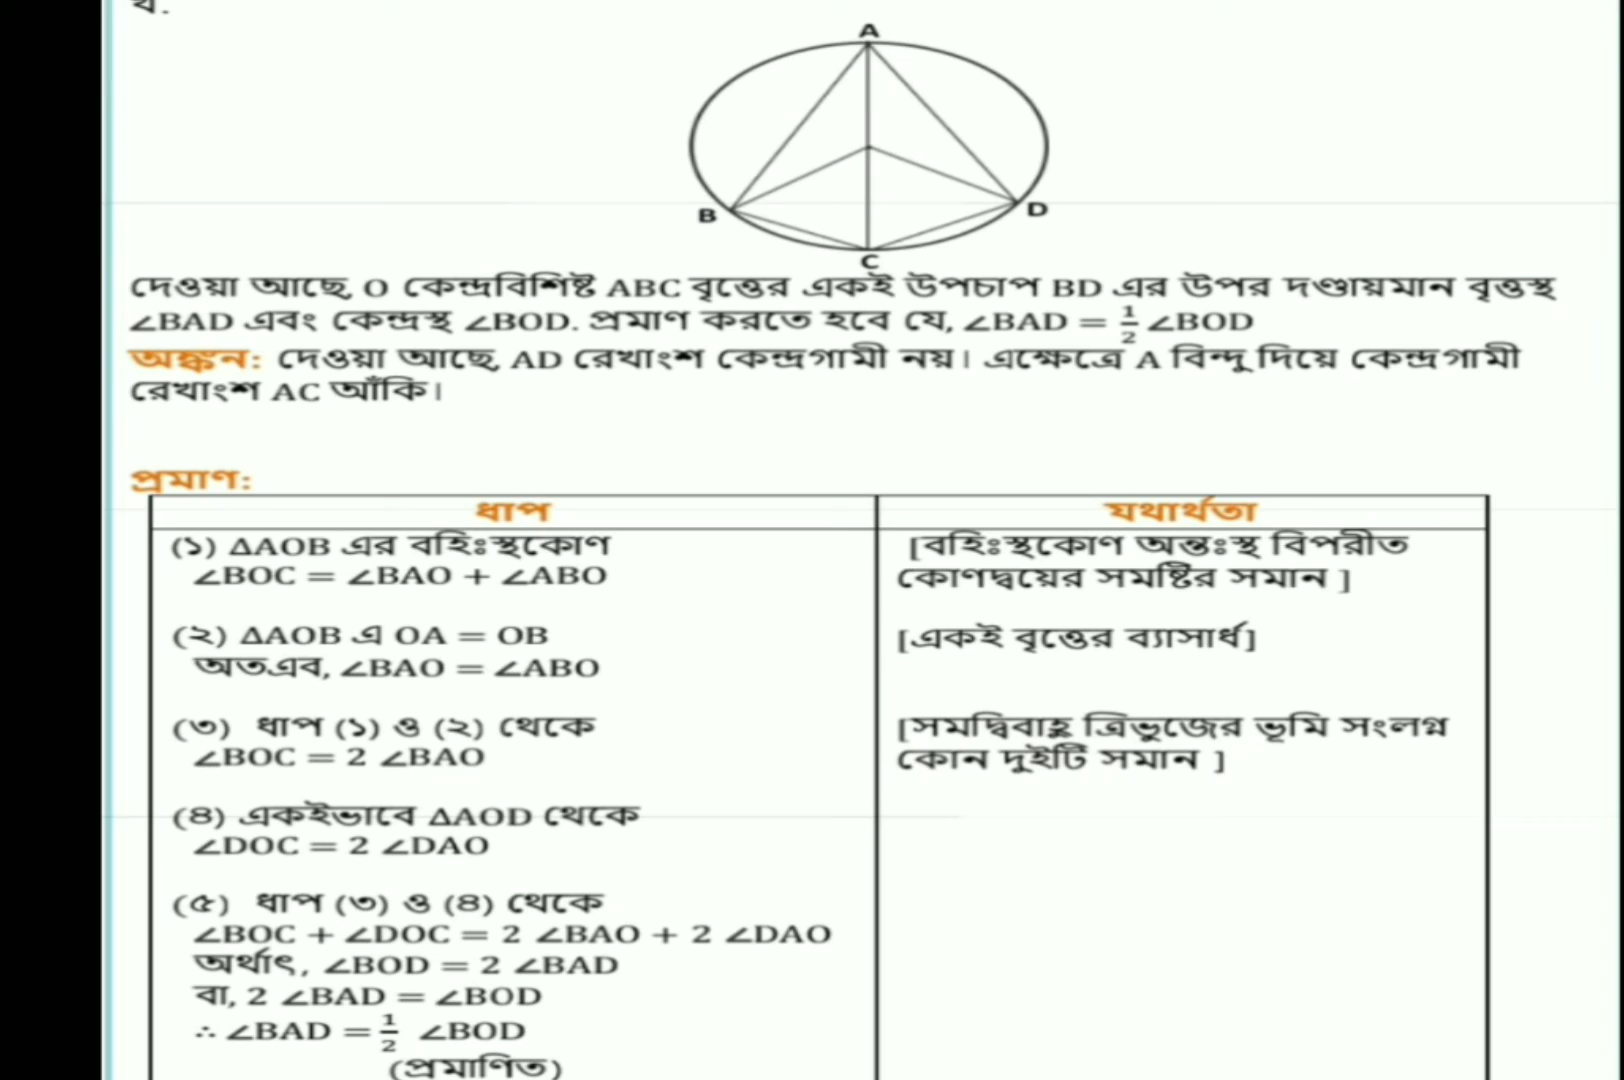 খ.
A
B
D
C
দেওয়া আছে, O কেন্দ্রবিশিষ্ট ABC বৃত্তের একই উপচাপ BD এর উপর দণ্ডায়মান বৃত্তস্থ
∠BAD এবং কেন্দ্রস্থ ∠BOD. প্রমাণ করতে হবে যে, ∠BAD = 1/2 ∠BOD
অঙ্কন: দেওয়া আছে, AD রেখাংশ কেন্দ্রগামী নয়। এক্ষেত্রে A বিন্দু দিয়ে কেন্দ্রগামী
রেখাংশ AC আঁকি।
প্রমাণ:
ধাপ
যথার্থতা
(১) ΔAOB এর বহিঃস্থকোণ
∠BOC = ∠BAO + ∠ABO
[বহিঃস্থকোণ অন্তঃস্থ বিপরীত
কোণদ্বয়ের সমষ্টির সমান ]
(২) ΔAOB এ OA = OB
অতএব, ∠BAO = ∠ABO
[একই বৃত্তের ব্যাসার্ধ]
(৩) ধাপ (১) ও (২) থেকে
∠BOC = 2 ∠BAO
[সমদ্বিবাহু ত্রিভুজের ভূমি সংলগ্ন
কোন দুইটি সমান ]
(৪) একইভাবে ΔAOD থেকে
∠DOC = 2 ∠DAO
(৫) ধাপ (৩) ও (৪) থেকে
∠BOC + ∠DOC = 2 ∠BAO + 2 ∠DAO
অর্থাৎ, ∠BOD = 2 ∠BAD
বা, 2 ∠BAD = ∠BOD
∴ ∠BAD = 1/2 ∠BOD
(প্রমাণিত)